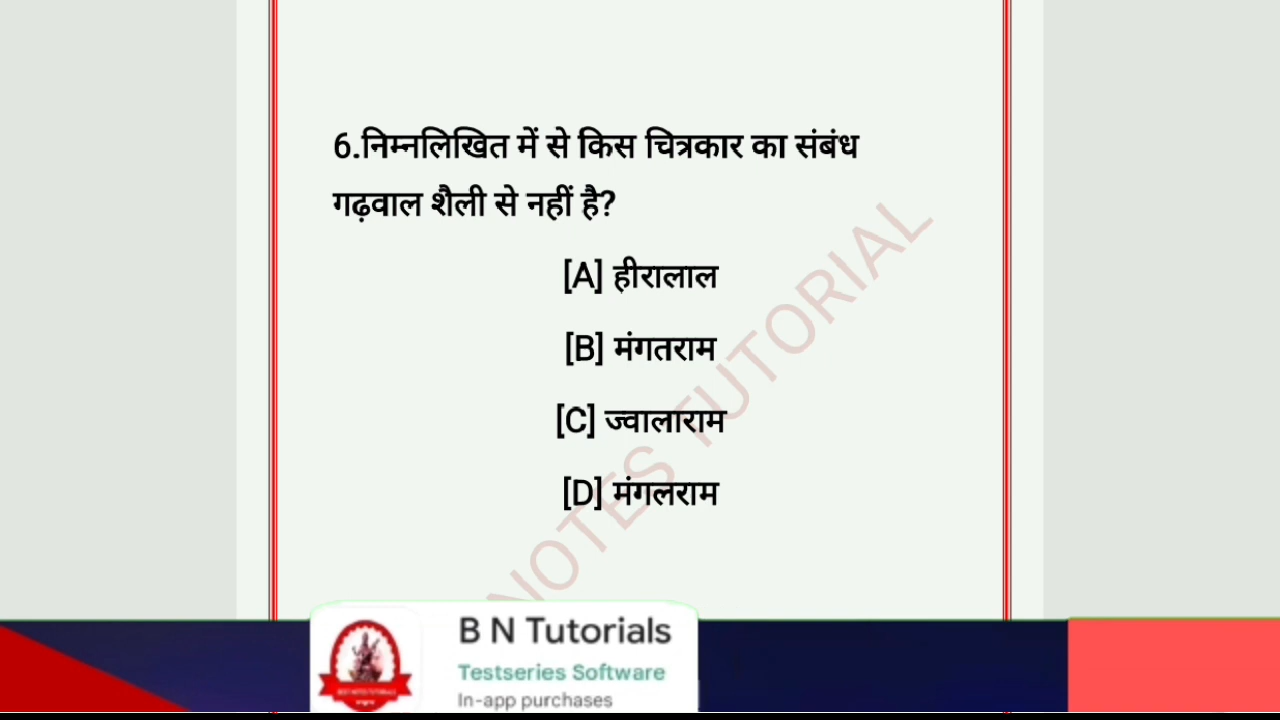 6.निम्नलिखित में से किस चित्रकार का संबंध
गढ़वाल शैली से नहीं है?
[A] हीरालाल
[B] मंगतराम
[C] ज्वालाराम
[D] मंगलराम
NOTES TUTORIAL
B N Tutorials
Testseries Software
In-app purchases